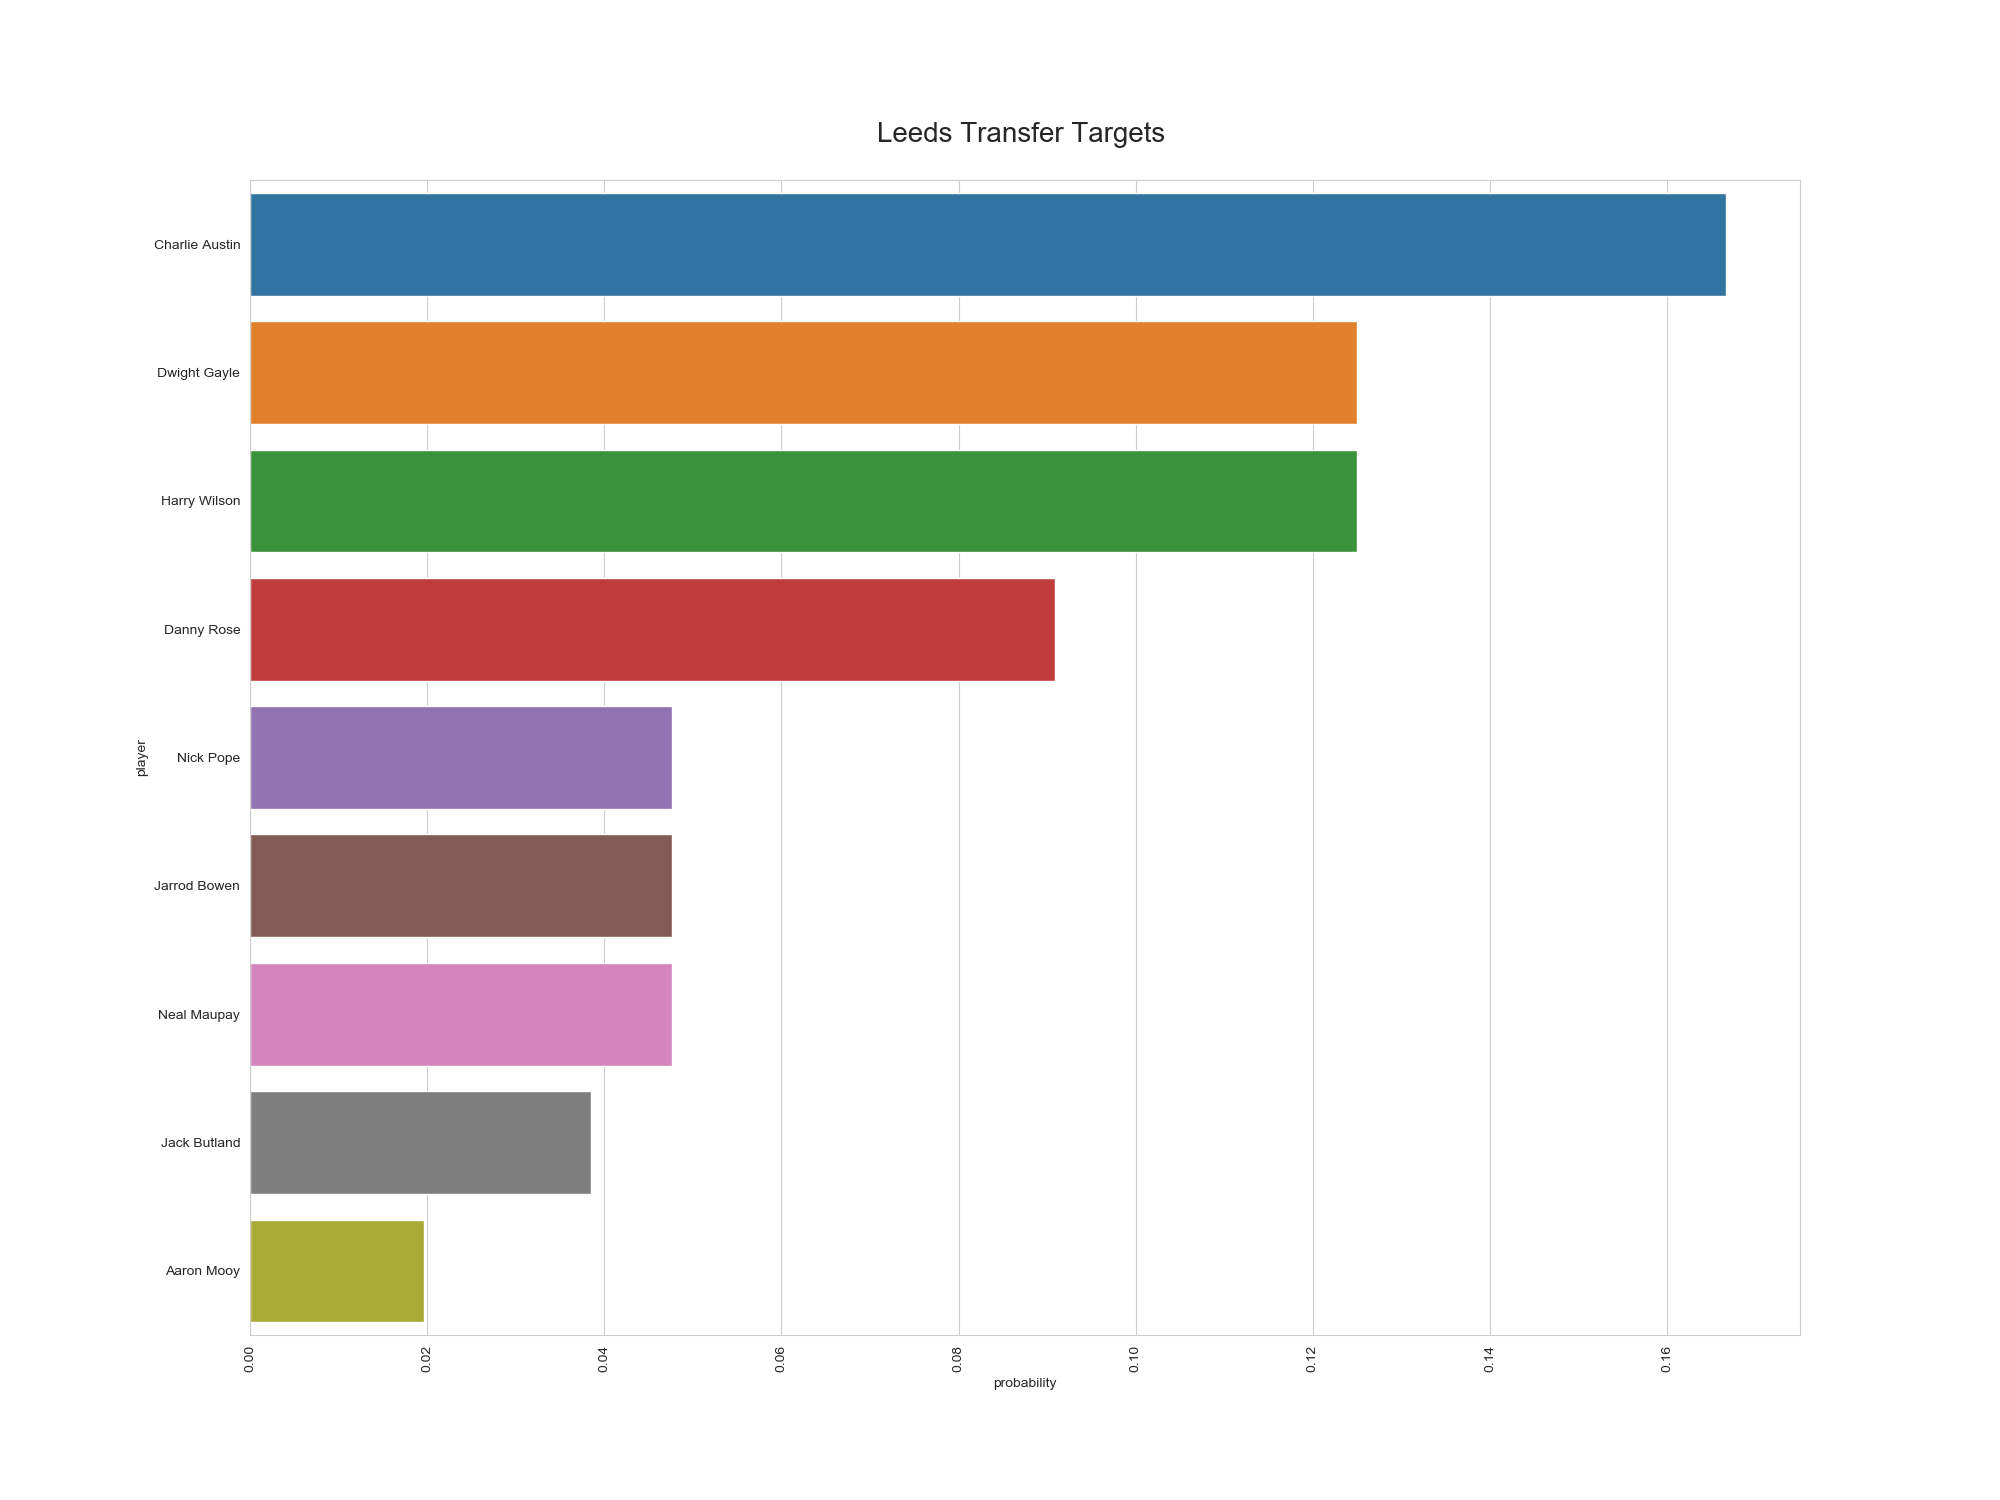 Leeds Transfer Targets
Charlie Austin
Dwight Gayle
Harry Wilson
Danny Rose
Nick Pope
Jarrod Bowen
Neal Maupay
Jack Butland
Aaron Mooy
player
0.00
0.02
0.04
0.06
0.08
0.10
0.12
0.14
0.16
probability